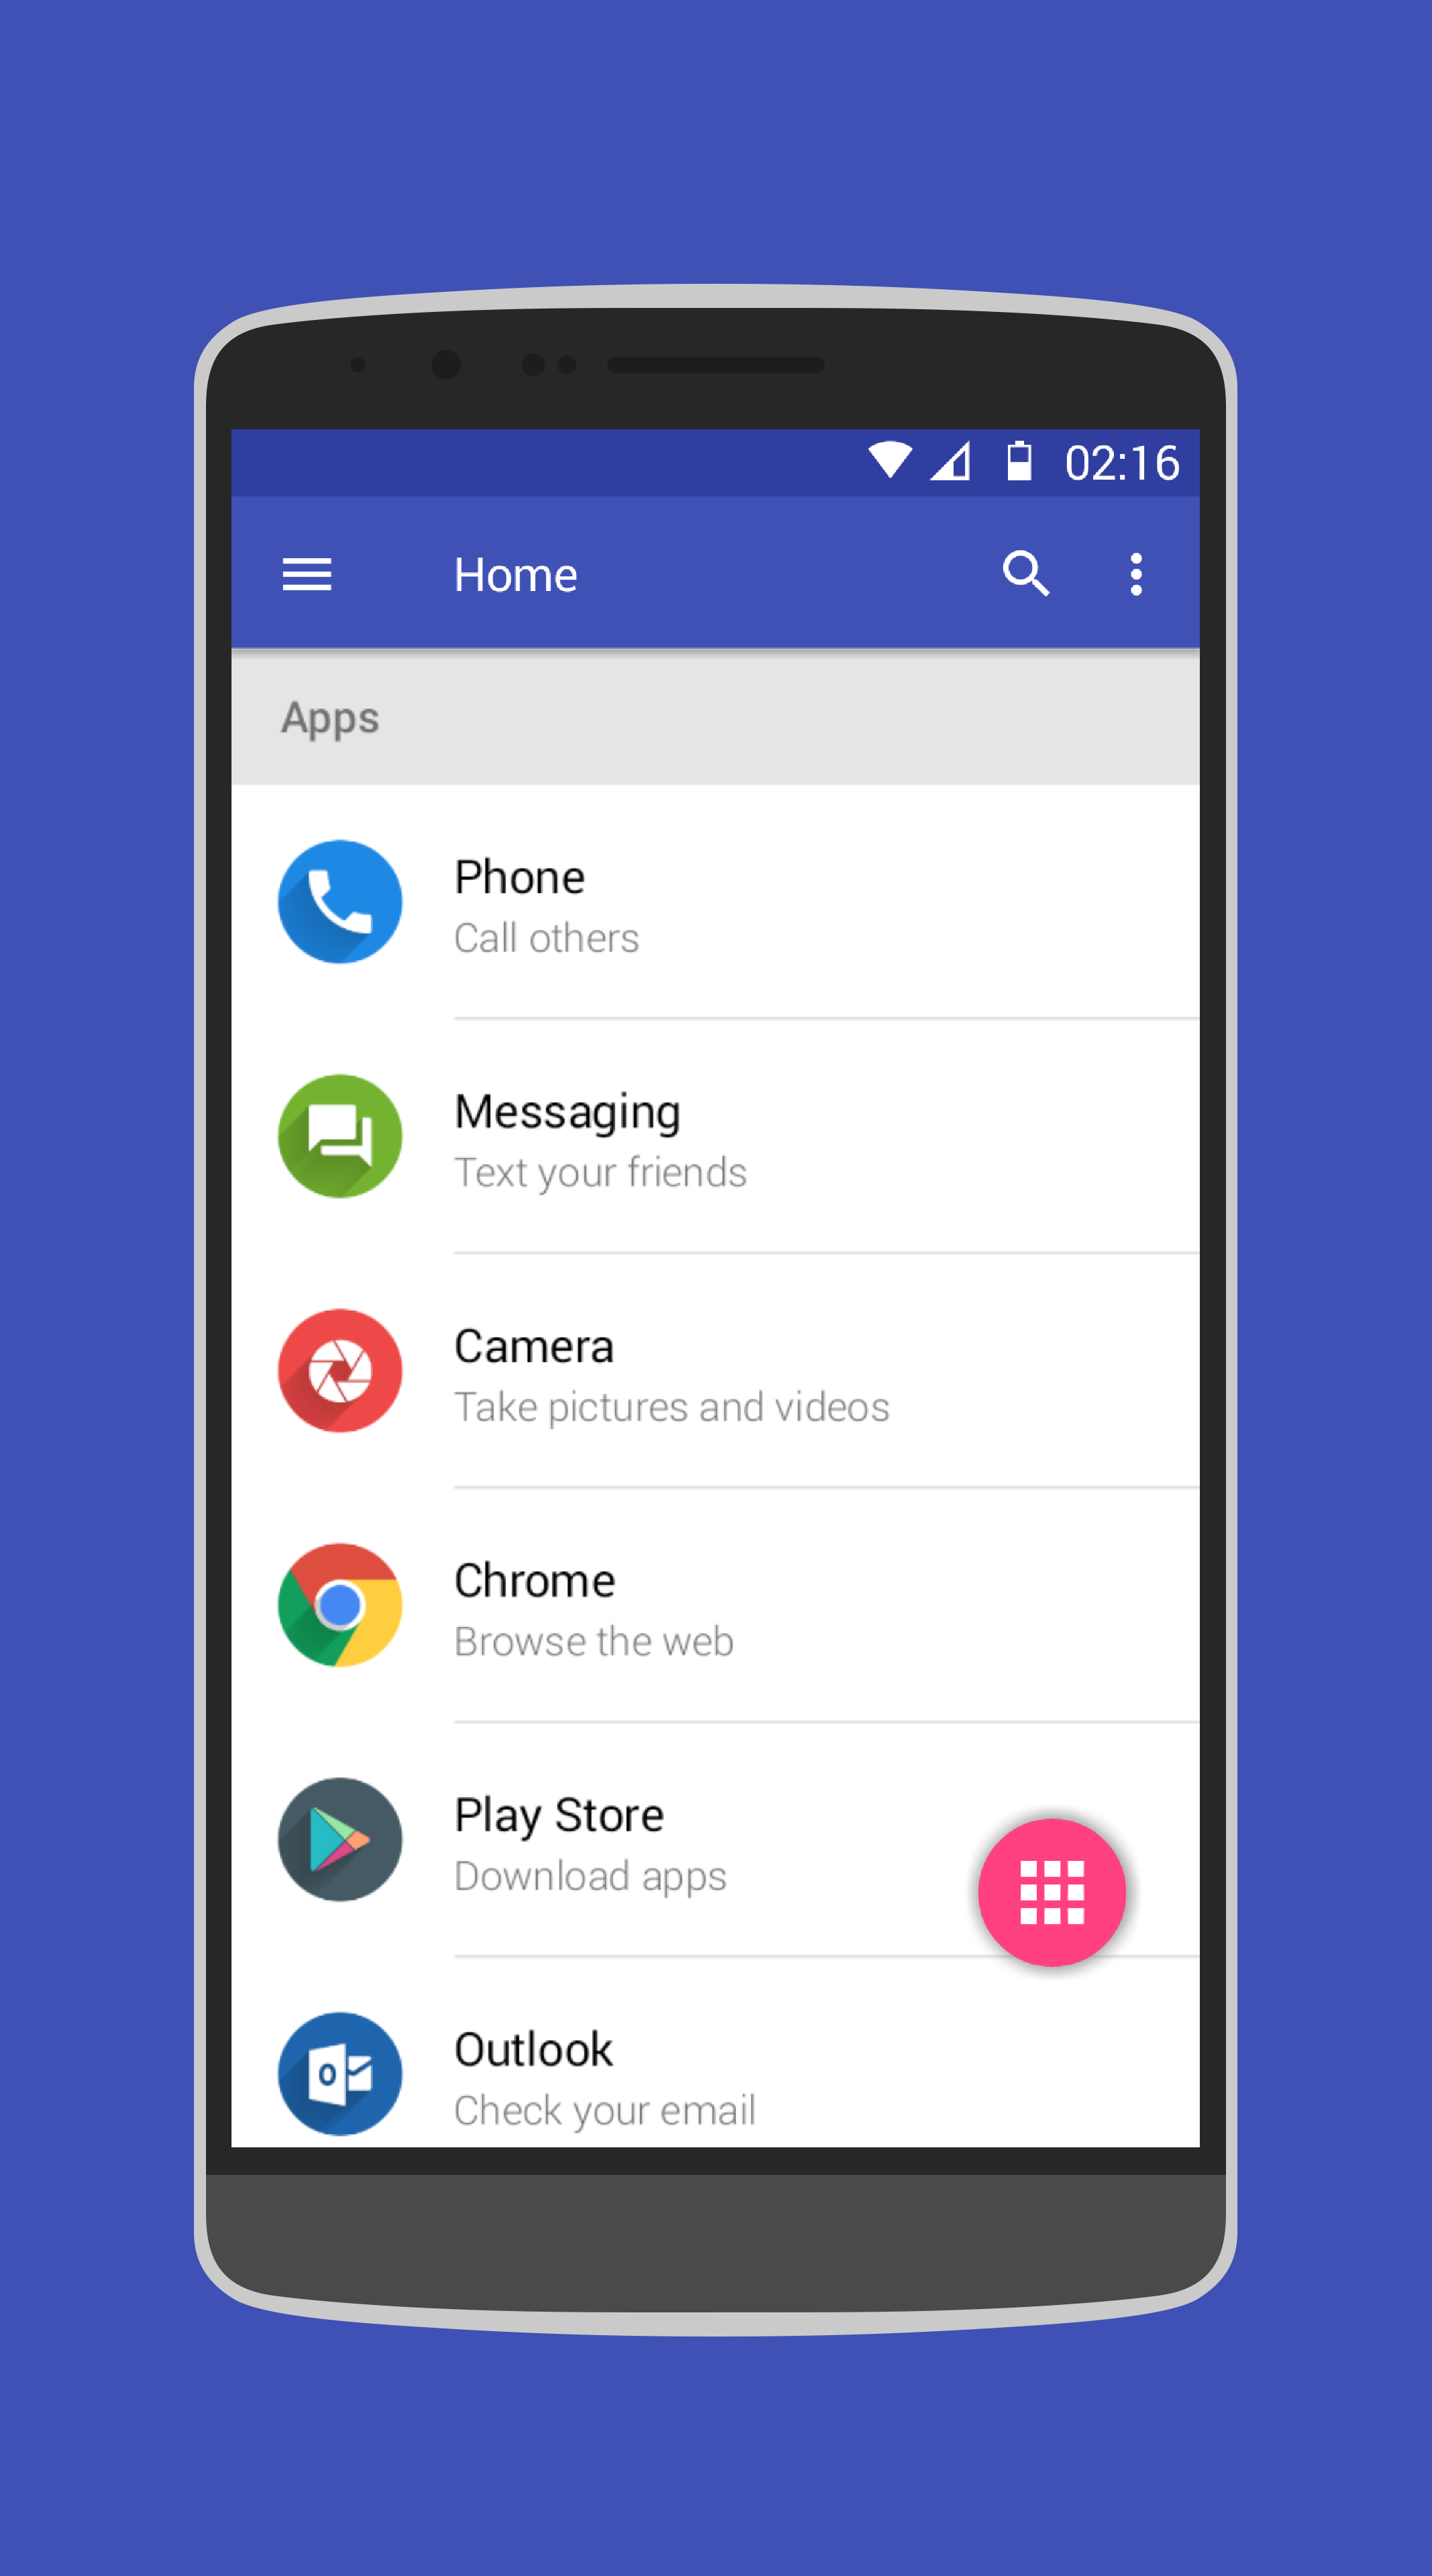 02:16
Home
Apps
Phone
Call others
Messaging
Text your friends
Camera
Take pictures and videos
Chrome
Browse the web
Play Store
Download apps
Outlook
Check your email